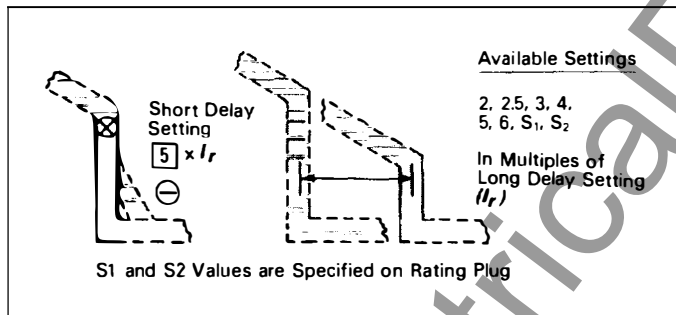 Short Delay
Setting
5 × Ir
Available Settings
2, 2.5, 3, 4,
5, 6, S1, S2
In Multiples of
Long Delay Setting
(Ir)
S1 and S2 Values are Specified on Rating Plug